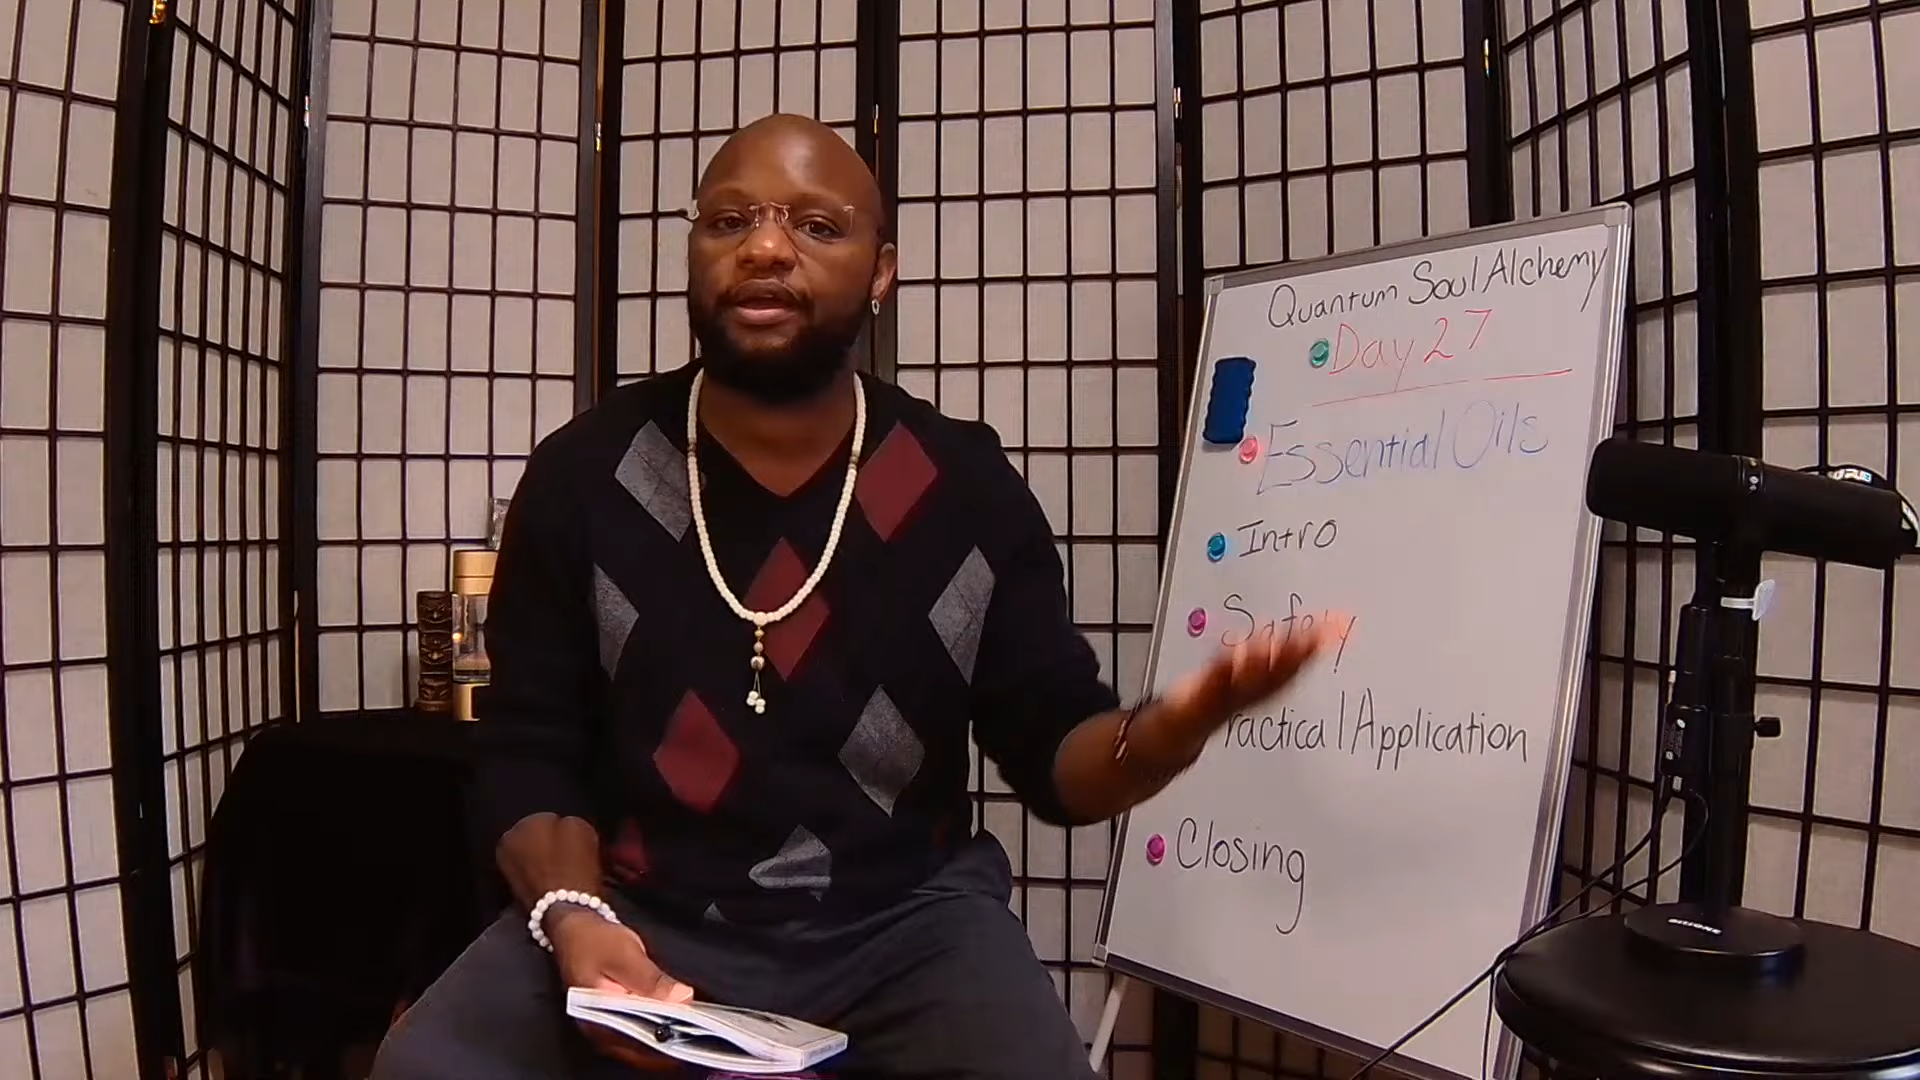 Quantum Soul Alchemy
Day 27
Essential Oils
Intro
Safety
ractical Application
Closing